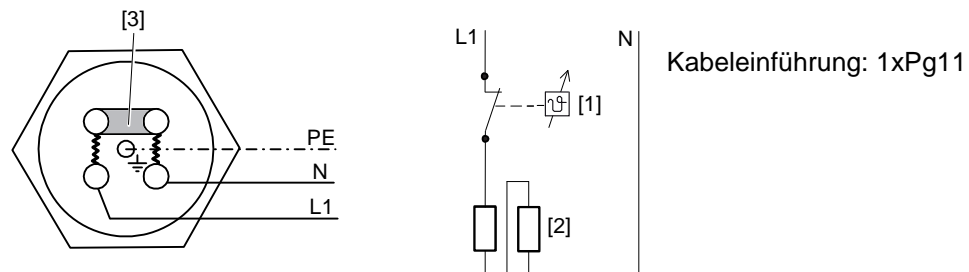 [3]
PE
N
L1
L1
N
ϑ
[1]
[2]
Kabeleinführung: 1xPg11